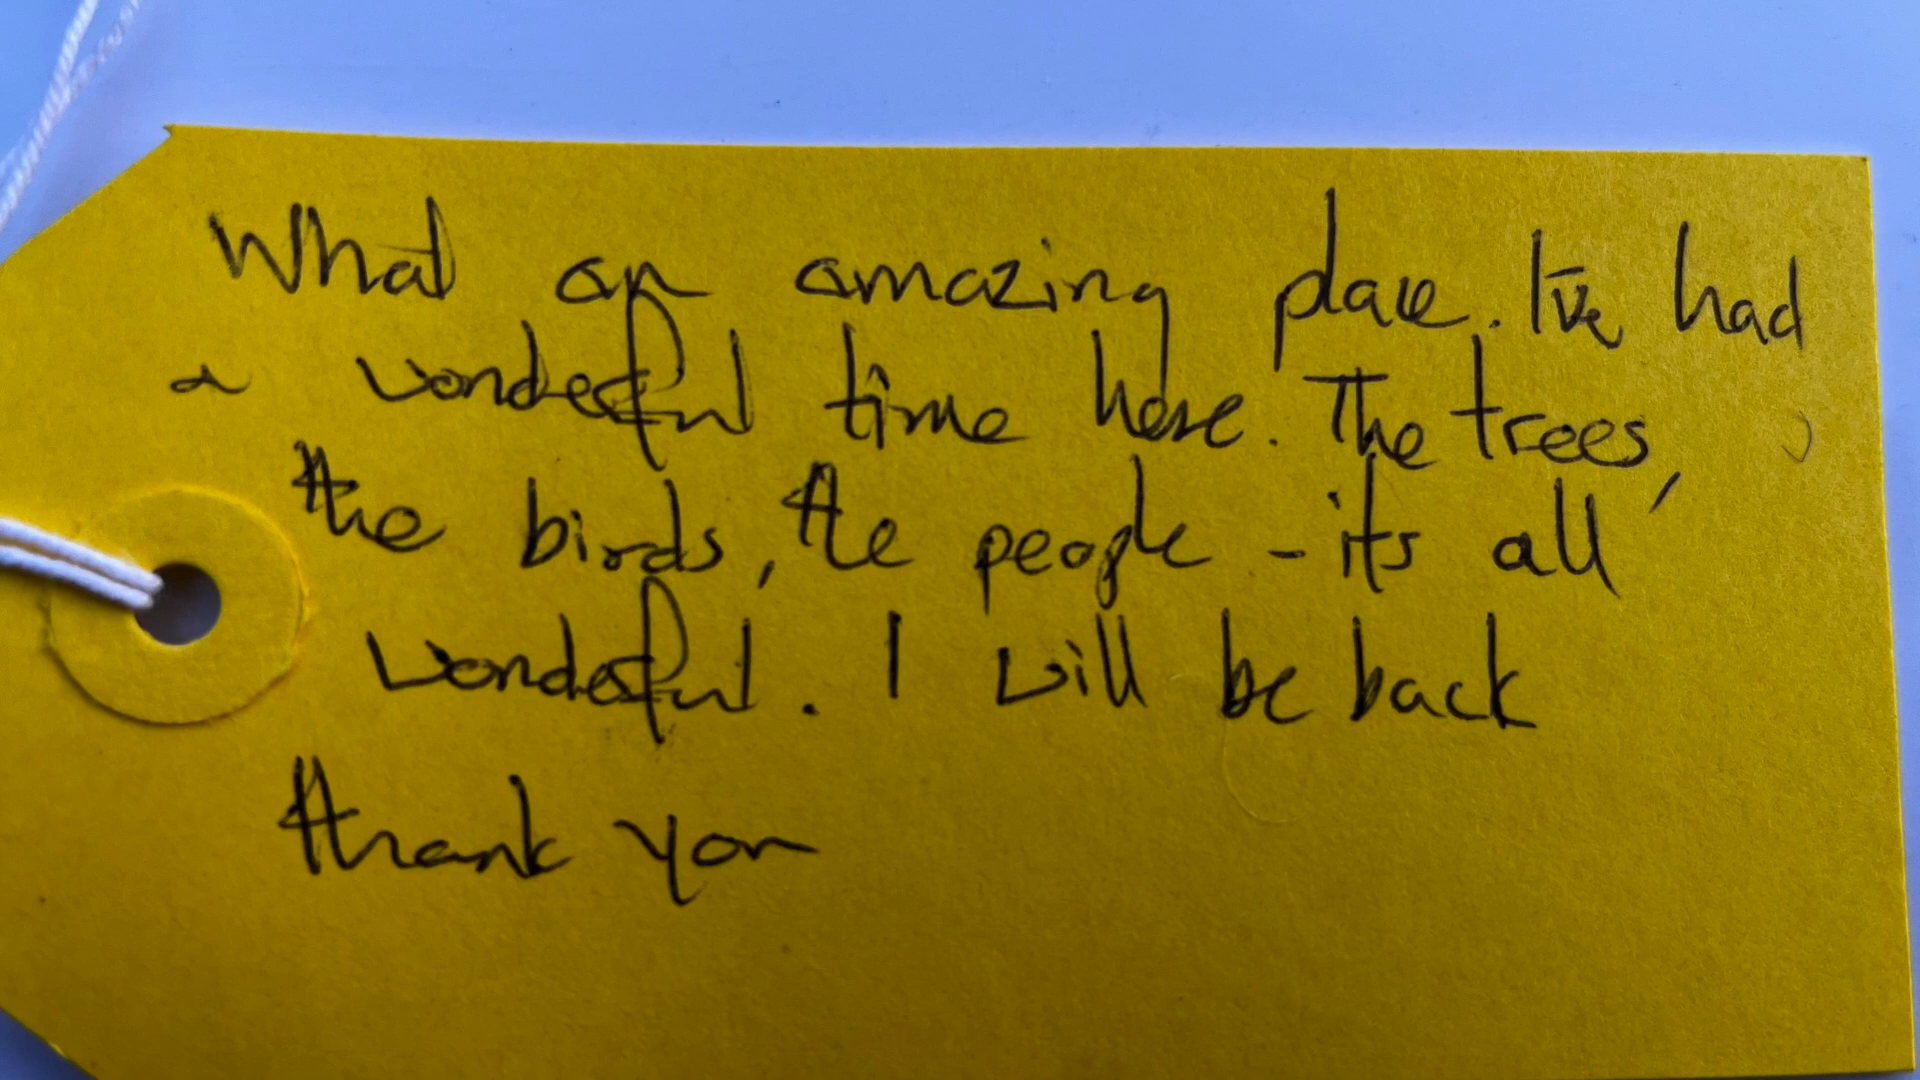 What an amazing place. I've had
a wonderful time here. The trees,
the birds, the people - its all
wonderful. I will be back
thank you